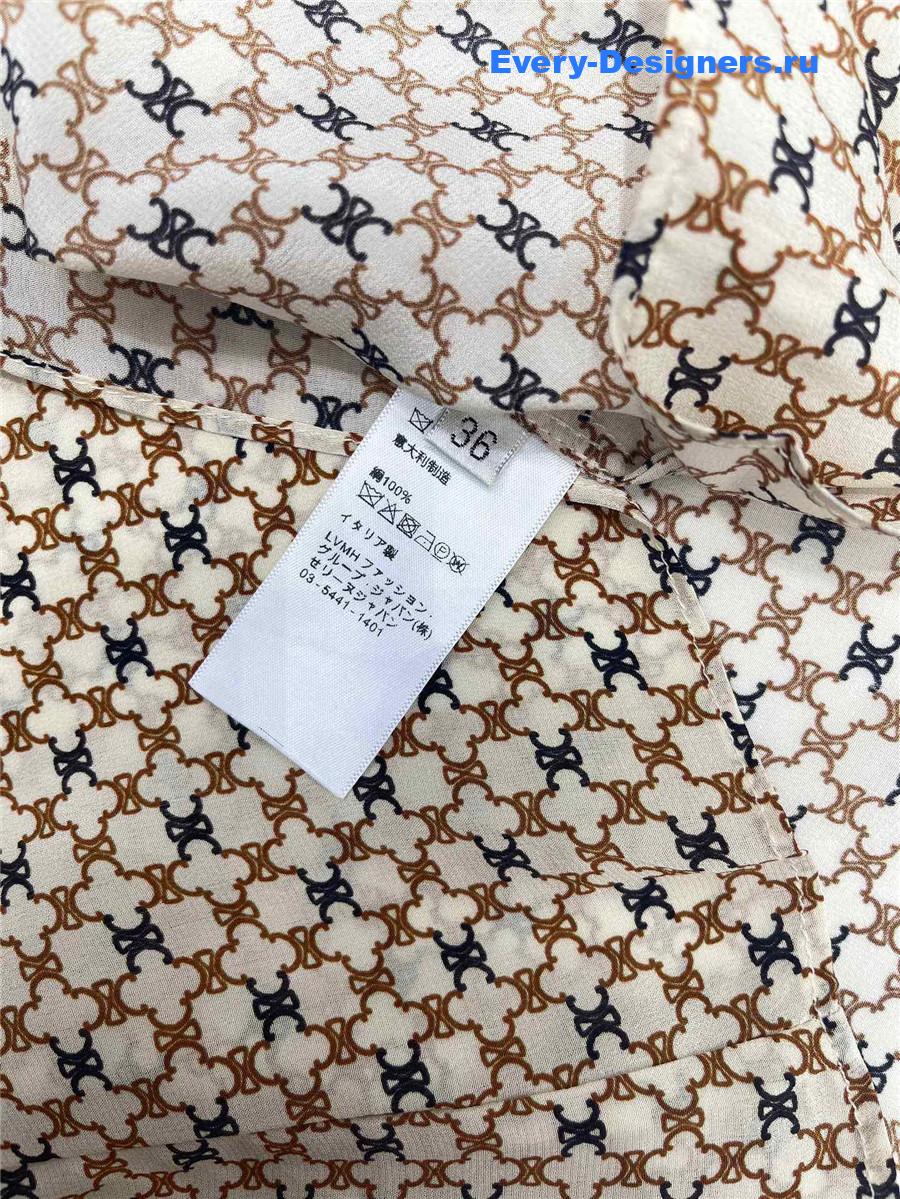 Every-Designers.ru
36
意大利制造
絹100%
イタリア製
LVMH ファッション・
グループ・ジャパン(株)
セリーヌジャパン
03-5441-1401